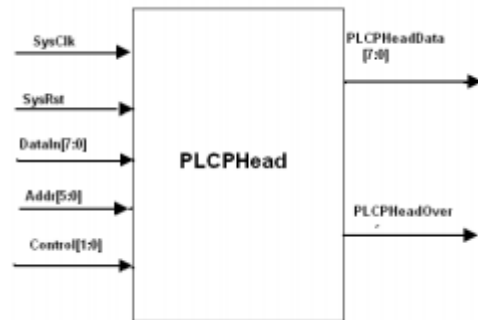 SysClk
SysRst
DataIn[7:0]
Addr[5:0]
Control[1:0]
PLCPHead
PLCPHeadData
[7:0]
PLCPHeadOver